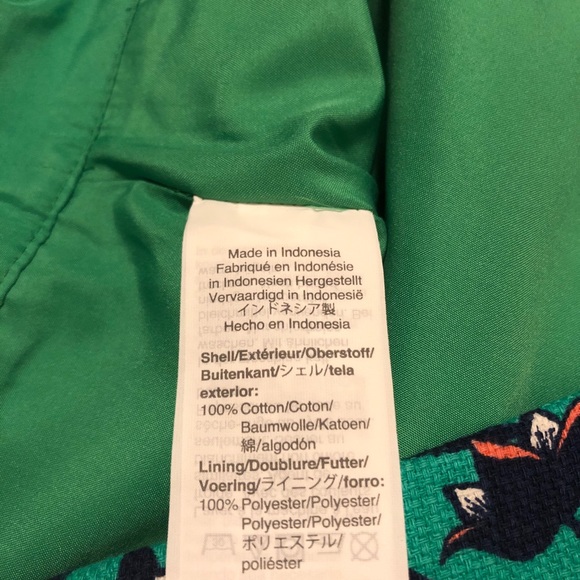 Made in Indonesia
Fabriqué en Indonésie
in Indonesien Hergestellt
Vervaardigd in Indonesië
インドネシア製
Hecho en Indonesia
Shell/Extérieur/Oberstoff/
Buitenkant/シェル/tela
exterior:
100% Cotton/Coton/
Baumwolle/Katoen/
綿/algodón
Lining/Doublure/Futter/
Voering/ライニング/forro:
100% Polyester/Polyester/
Polyester/Polyester/
ポリエステル/
poliéster